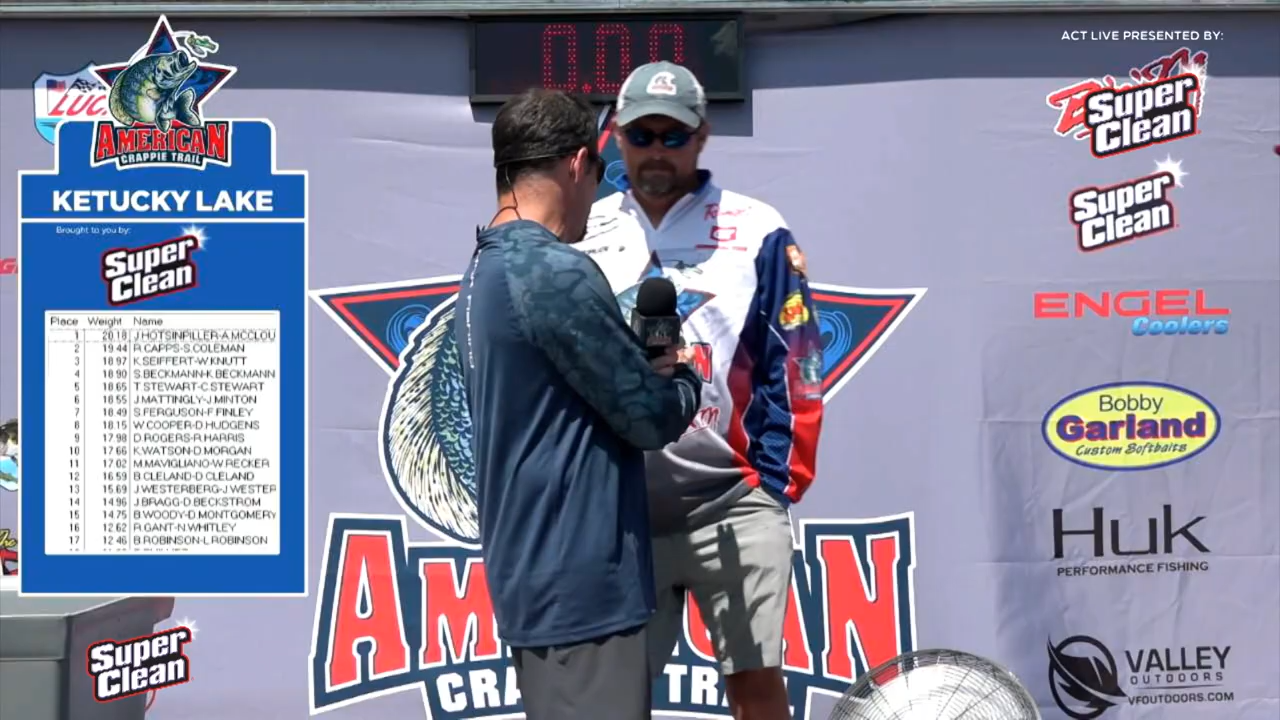 ACT LIVE PRESENTED BY:
0.0
LUC
AMERICAN
CRAPPIE TRAIL
KETUCKY LAKE
Brought to you by:
Super Clean
Place Weight Name
1 20.18 J.HOTSINPILLER-A.MCCLOU
2 19.44 R.CAPPS-S.COLEMAN
3 18.97 K.SEIFFERT-W.KNUTT
4 18.90 S.BECKMANN-K.BECKMANN
5 18.65 T.STEWART-C.STEWART
6 18.55 J.MATTINGLY-J.MINTON
7 18.49 S.FERGUSON-F.FINLEY
8 18.15 W.COOPER-D.HUDGENS
9 17.98 D.ROGERS-R.HARRIS
10 17.66 K.WATSON-D.MORGAN
11 17.02 M.MAVIGLIANO-W.RECKER
12 16.59 B.CLELAND-D.CLELAND
13 15.69 J.WESTERBERG-J.WESTER
14 14.96 J.BRAGG-D.BECKSTROM
15 14.75 B.WOODY-D.MONTGOMERY
16 12.62 R.GANT-N.WHITLEY
17 12.46 B.ROBINSON-L.ROBINSON
Super Clean
Super Clean
Super Clean
ENGEL
Coolers
Bobby
Garland
Custom Softbaits
Huk
PERFORMANCE FISHING
VALLEY
OUTDOORS
VFOUTDOORS.COM
AM CAN
CRA TRAIL